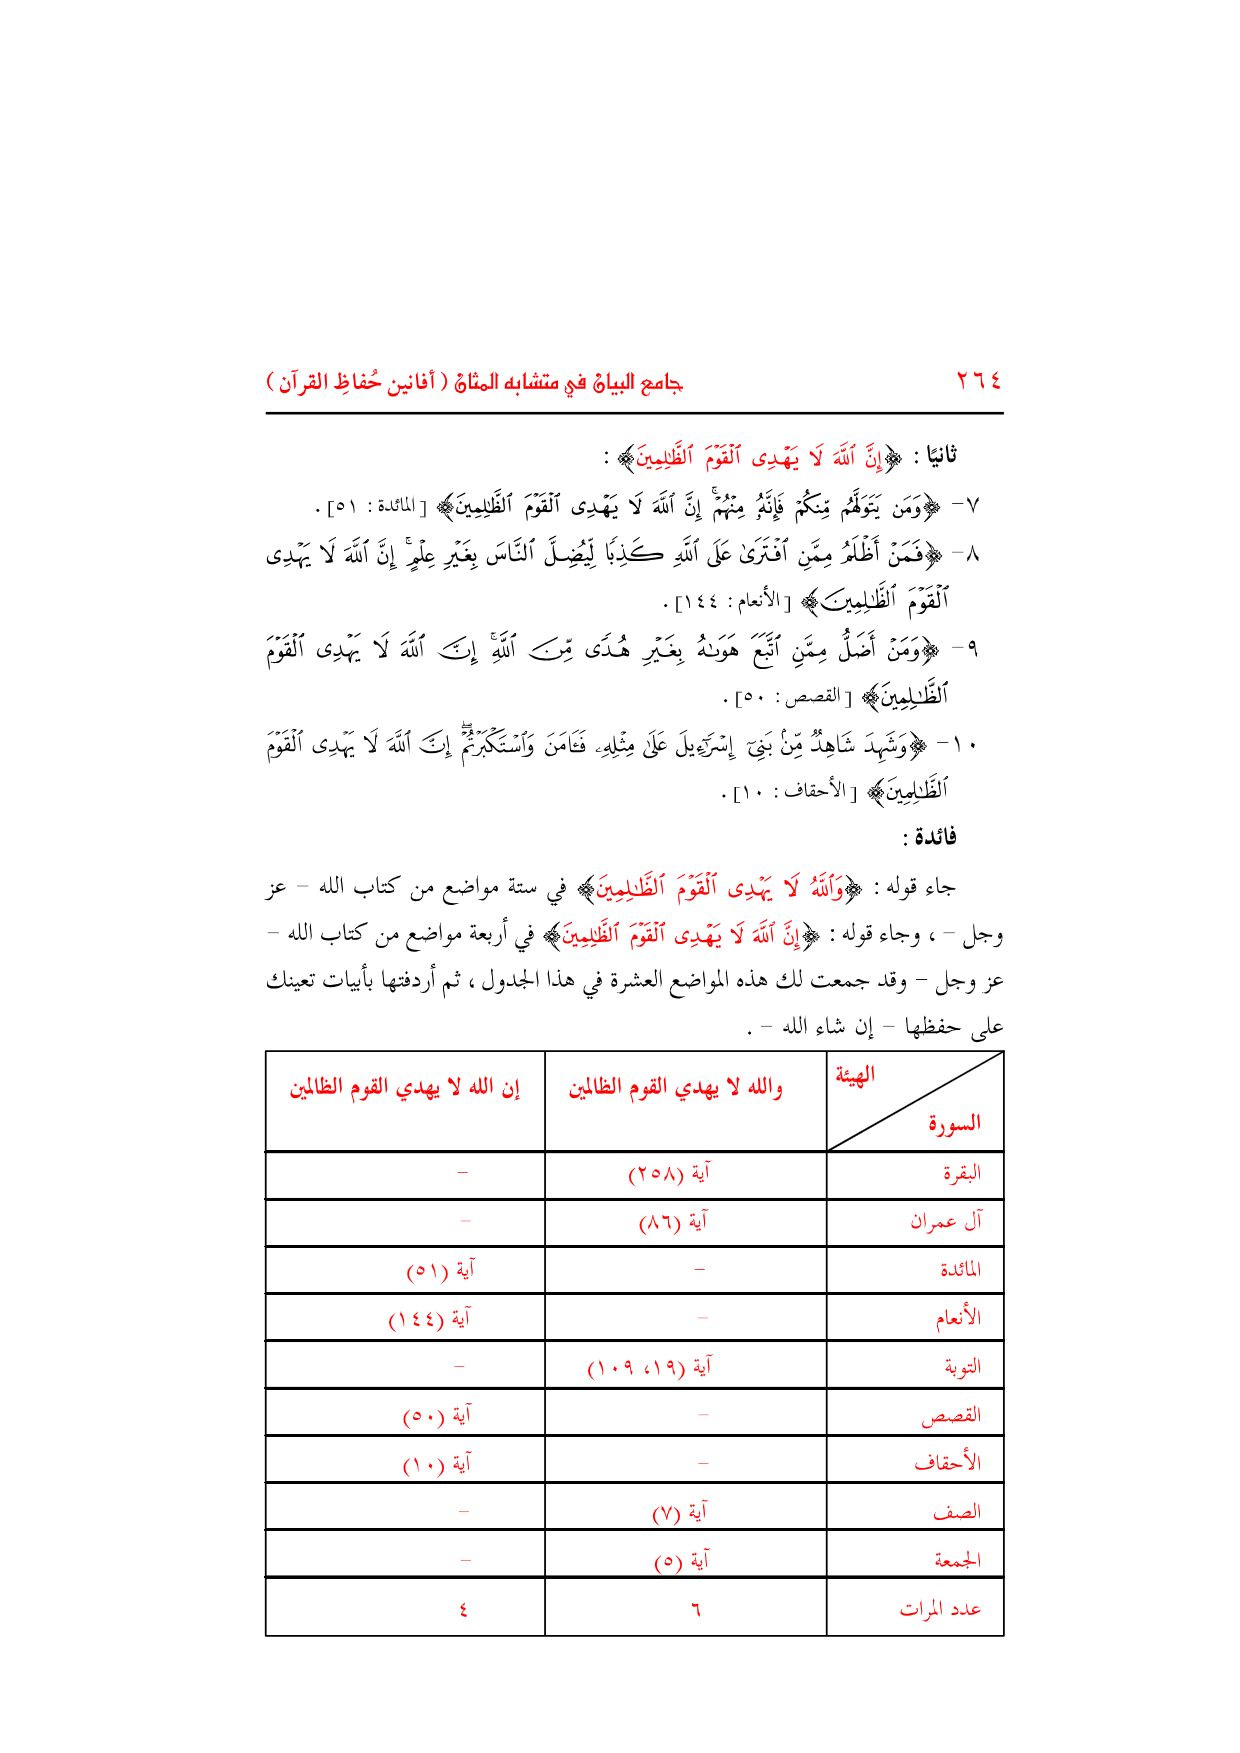 ٢٦٤ جامع البيان في متشابه المثان ( أفانين حُفاظِ القرآن )
ثانيًا : ﴿إِنَّ ٱللَّهَ لَا يَهْدِى ٱلْقَوْمَ ٱلظَّٰلِمِينَ﴾ :
٧- ﴿وَمَن يَتَوَلَّهُم مِّنكُمْ فَإِنَّهُۥ مِنْهُمْ ۗ إِنَّ ٱللَّهَ لَا يَهْدِى ٱلْقَوْمَ ٱلظَّٰلِمِينَ﴾ [المائدة : ٥١] .
٨- ﴿فَمَنْ أَظْلَمُ مِمَّنِ ٱفْتَرَىٰ عَلَى ٱللَّهِ كَذِبًا لِّيُضِلَّ ٱلنَّاسَ بِغَيْرِ عِلْمٍ ۗ إِنَّ ٱللَّهَ لَا يَهْدِى
ٱلْقَوْمَ ٱلظَّٰلِمِينَ﴾ [الأنعام : ١٤٤] .
٩- ﴿وَمَنْ أَضَلُّ مِمَّنِ ٱتَّبَعَ هَوَىٰهُ بِغَيْرِ هُدًى مِّنَ ٱللَّهِ ۚ إِنَّ ٱللَّهَ لَا يَهْدِى ٱلْقَوْمَ
ٱلظَّٰلِمِينَ﴾ [القصص : ٥٠] .
١٠- ﴿وَشَهِدَ شَاهِدٌ مِّنۢ بَنِىٓ إِسْرَٰٓءِيلَ عَلَىٰ مِثْلِهِۦ فَـَٔامَنَ وَٱسْتَكْبَرْتُمْ ۖ إِنَّ ٱللَّهَ لَا يَهْدِى ٱلْقَوْمَ
ٱلظَّٰلِمِينَ﴾ [الأحقاف : ١٠] .
فائدة :
جاء قوله : ﴿وَٱللَّهُ لَا يَهْدِى ٱلْقَوْمَ ٱلظَّٰلِمِينَ﴾ في ستة مواضع من كتاب الله – عز
وجل – ، وجاء قوله : ﴿إِنَّ ٱللَّهَ لَا يَهْدِى ٱلْقَوْمَ ٱلظَّٰلِمِينَ﴾ في أربعة مواضع من كتاب الله –
عز وجل – وقد جمعت لك هذه المواضع العشرة في هذا الجدول ، ثم أردفتها بأبيات تعينك
على حفظها – إن شاء الله – .
الهيئة السورة والله لا يهدي القوم الظالمين إن الله لا يهدي القوم الظالمين
البقرة آية (٢٥٨) –
آل عمران آية (٨٦) –
المائدة – آية (٥١)
الأنعام – آية (١٤٤)
التوبة آية (١٩، ١٠٩) –
القصص – آية (٥٠)
الأحقاف – آية (١٠)
الصف آية (٧) –
الجمعة آية (٥) –
عدد المرات ٦ ٤